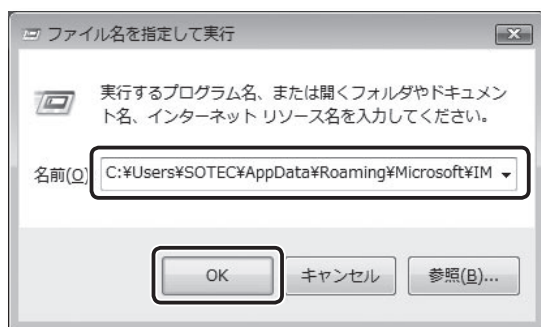 ファイル名を指定して実行
実行するプログラム名、または開くフォルダやドキュメン
ト名、インターネット リソース名を入力してください。
名前(O) C:¥Users¥SOTEC¥AppData¥Roaming¥Microsoft¥IM
OK キャンセル 参照(B)...